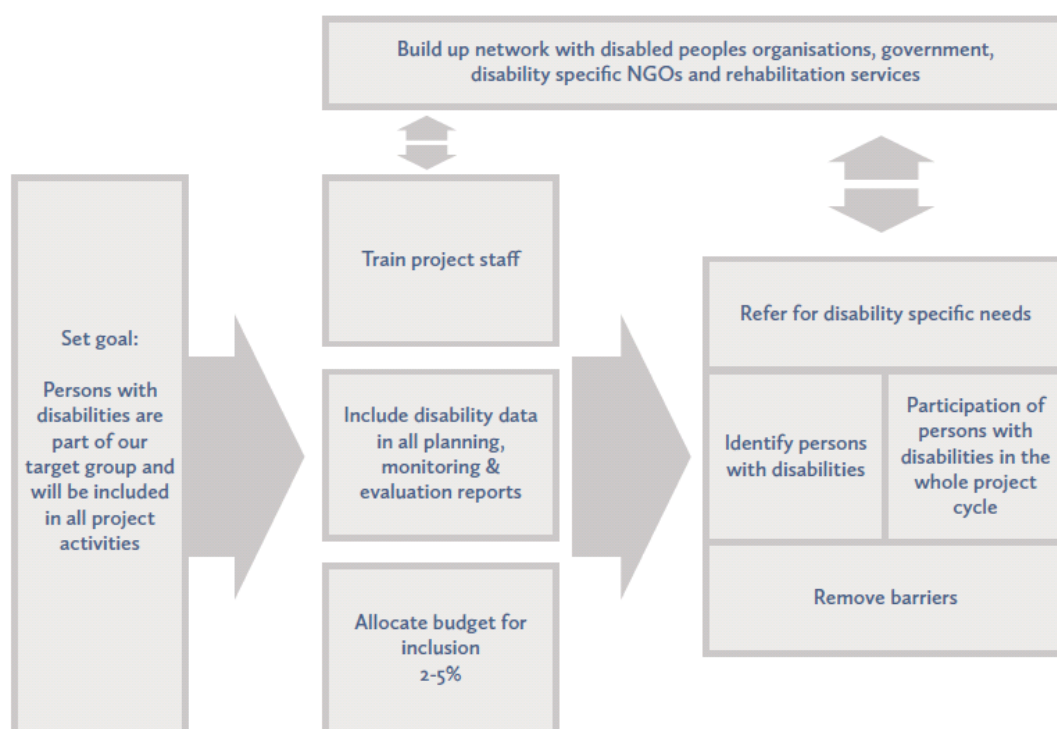 Build up network with disabled peoples organisations, government,
disability specific NGOs and rehabilitation services
Set goal:
Persons with
disabilities are
part of our
target group and
will be included
in all project
activities
Train project staff
Include disability data
in all planning,
monitoring &
evaluation reports
Allocate budget for
inclusion
2-5%
Refer for disability specific needs
Identify persons
with disabilities
Participation of
persons with
disabilities in the
whole project
cycle
Remove barriers